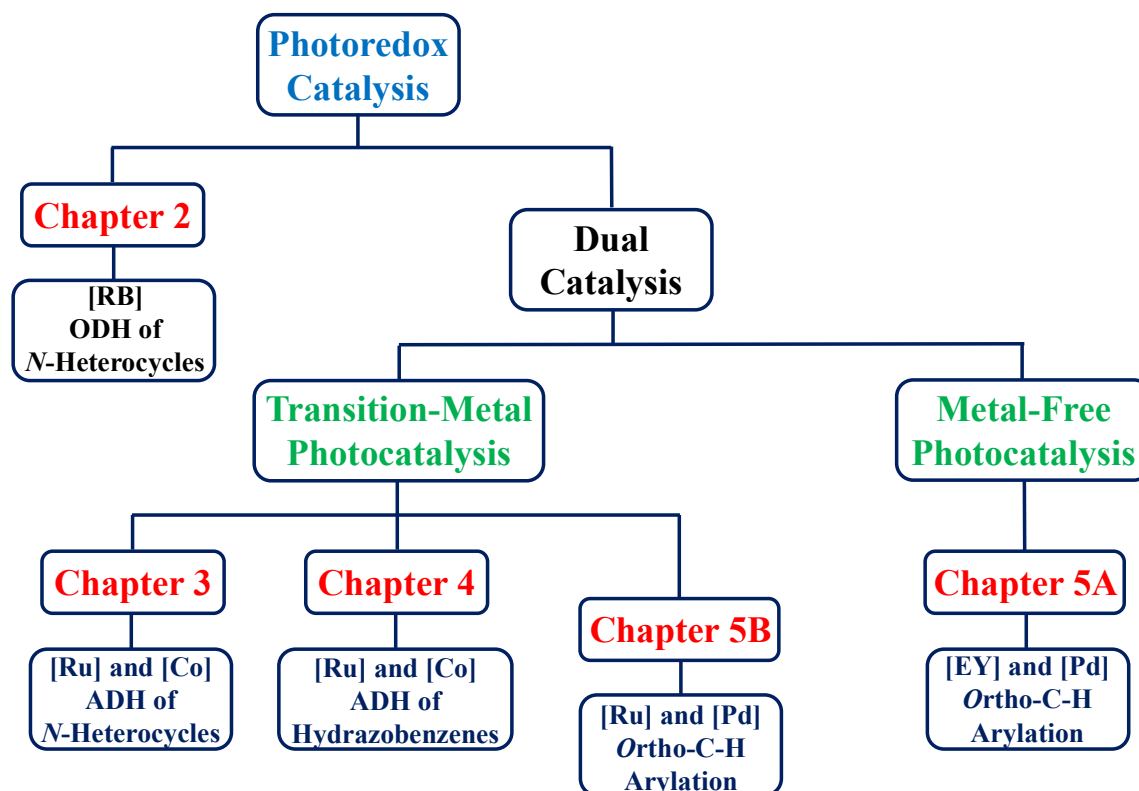 Photoredox
Catalysis
Chapter 2
[RB]
ODH of
N-Heterocycles
Dual
Catalysis
Transition-Metal
Photocatalysis
Metal-Free
Photocatalysis
Chapter 3
[Ru] and [Co]
ADH of
N-Heterocycles
Chapter 4
[Ru] and [Co]
ADH of
Hydrazobenzenes
Chapter 5B
[Ru] and [Pd]
Ortho-C-H
Arylation
Chapter 5A
[EY] and [Pd]
Ortho-C-H
Arylation